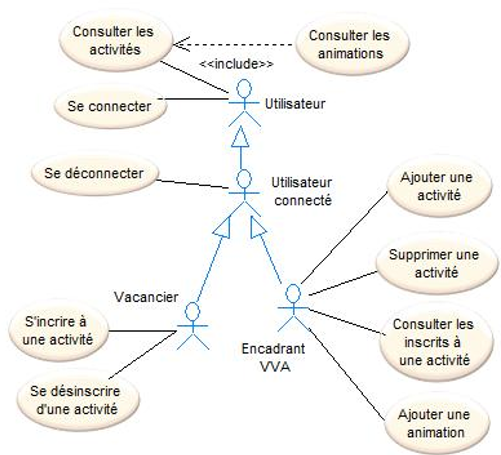 Consulter les
activités
Consulter les
animations
<<include>>
Se connecter
Utilisateur
Se déconnecter
Utilisateur
connecté
Ajouter une
activité
Supprimer une
activité
Vacancier
S'incrire à
une activité
Encadrant
VVA
Consulter les
inscrits à
une activité
Se désinscrire
d'une activité
Ajouter une
animation